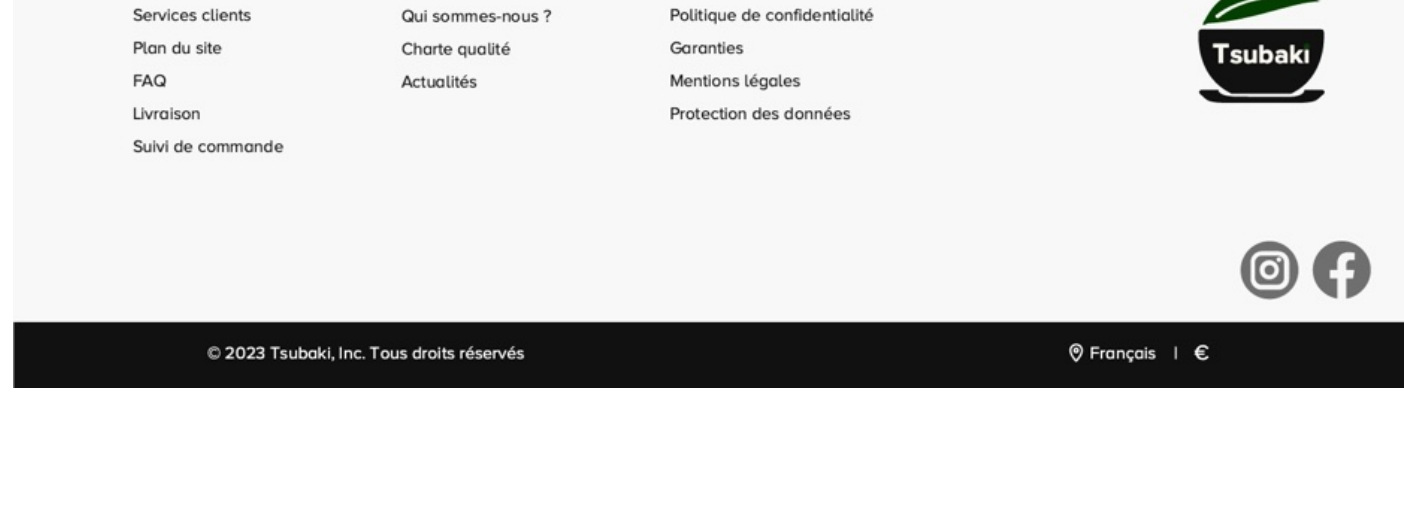 Services clients
Plan du site
FAQ
Livraison
Suivi de commande
Qui sommes-nous ?
Charte qualité
Actualités
Politique de confidentialité
Garanties
Mentions légales
Protection des données
Tsubaki
© 2023 Tsubaki, Inc. Tous droits réservés
Français | €